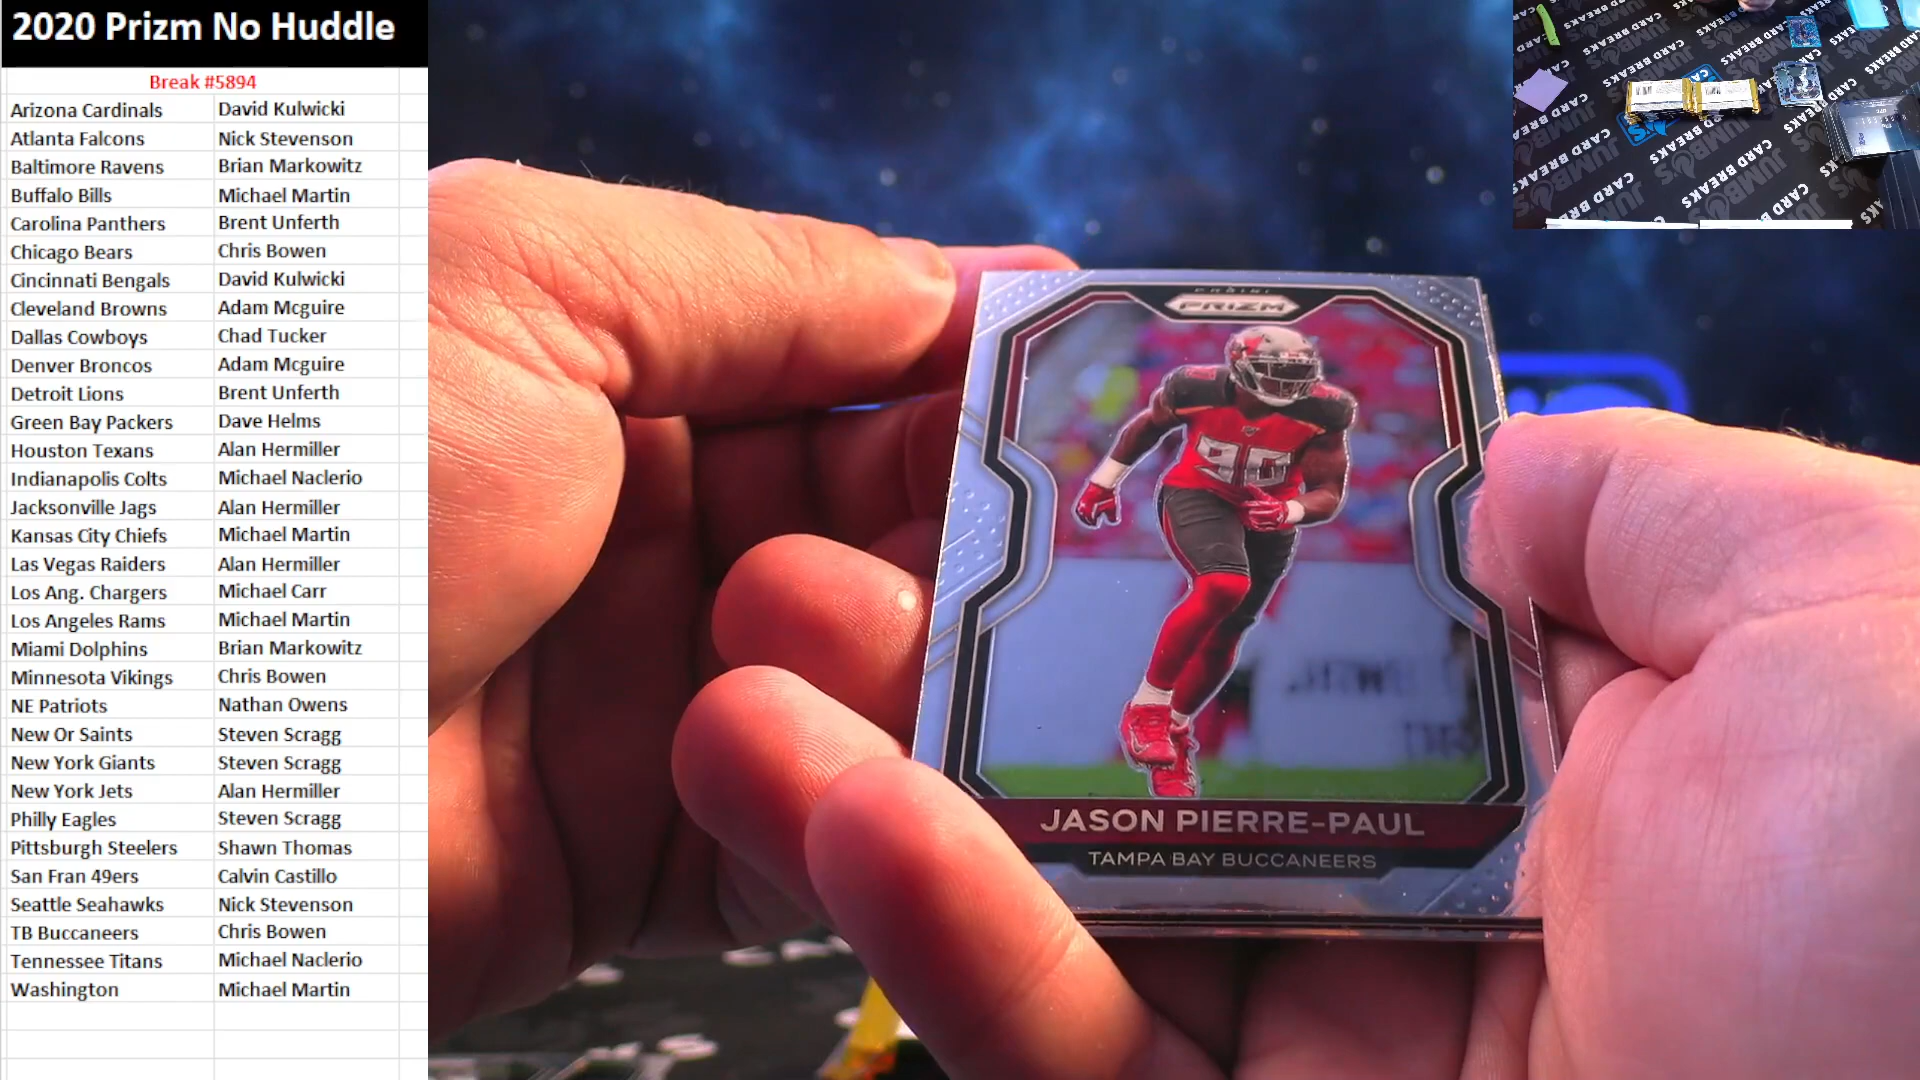 2020 Prizm No Huddle
Break #5894
Arizona Cardinals David Kulwicki
Atlanta Falcons Nick Stevenson
Baltimore Ravens Brian Markowitz
Buffalo Bills Michael Martin
Carolina Panthers Brent Unferth
Chicago Bears Chris Bowen
Cincinnati Bengals David Kulwicki
Cleveland Browns Adam Mcguire
Dallas Cowboys Chad Tucker
Denver Broncos Adam Mcguire
Detroit Lions Brent Unferth
Green Bay Packers Dave Helms
Houston Texans Alan Hermiller
Indianapolis Colts Michael Naclerio
Jacksonville Jags Alan Hermiller
Kansas City Chiefs Michael Martin
Las Vegas Raiders Alan Hermiller
Los Ang. Chargers Michael Carr
Los Angeles Rams Michael Martin
Miami Dolphins Brian Markowitz
Minnesota Vikings Chris Bowen
NE Patriots Nathan Owens
New Or Saints Steven Scragg
New York Giants Steven Scragg
New York Jets Alan Hermiller
Philly Eagles Steven Scragg
Pittsburgh Steelers Shawn Thomas
San Fran 49ers Calvin Castillo
Seattle Seahawks Nick Stevenson
TB Buccaneers Chris Bowen
Tennessee Titans Michael Naclerio
Washington Michael Martin
PANINI
PRIZM
90
JASON PIERRE-PAUL
TAMPA BAY BUCCANEERS
JUMBO'S
CARD BREAKS